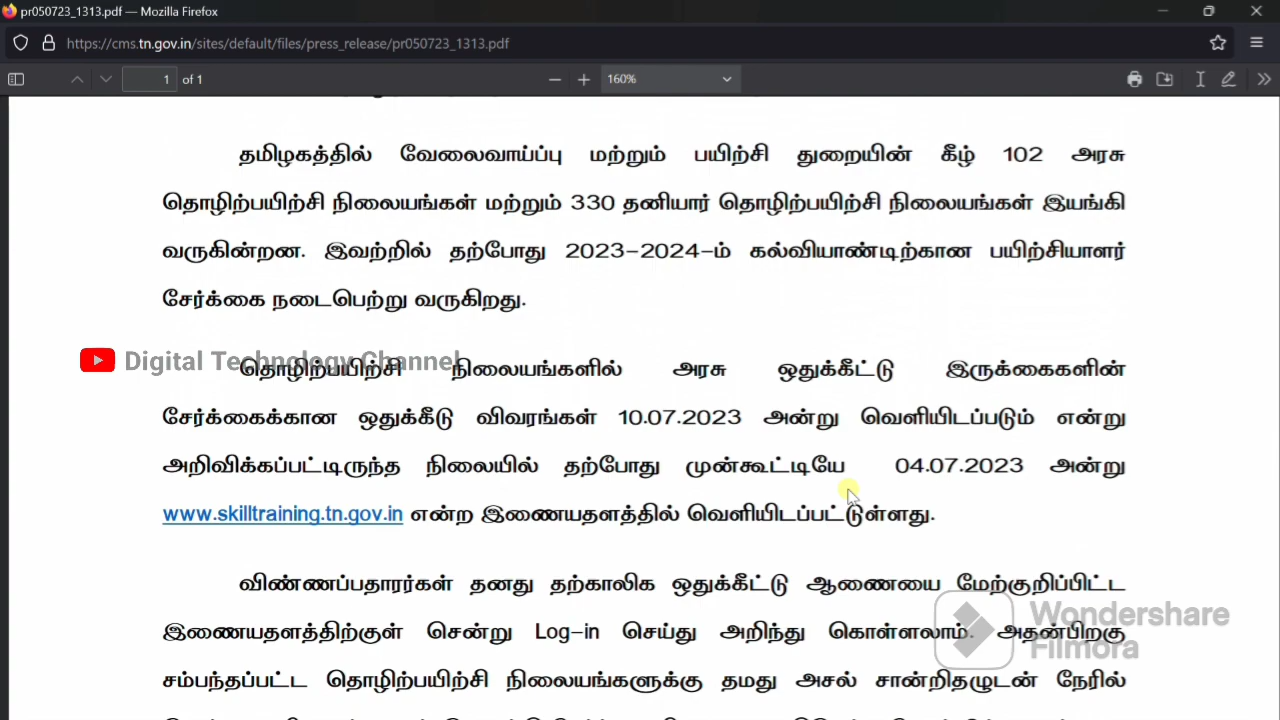 pr050723_1313.pdf — Mozilla Firefox
https://cms.tn.gov.in/sites/default/files/press_release/pr050723_1313.pdf
1 of 1 160%
தமிழகத்தில் வேலைவாய்ப்பு மற்றும் பயிற்சி துறையின் கீழ் 102 அரசு
தொழிற்பயிற்சி நிலையங்கள் மற்றும் 330 தனியார் தொழிற்பயிற்சி நிலையங்கள் இயங்கி
வருகின்றன. இவற்றில் தற்போது 2023-2024-ம் கல்வியாண்டிற்கான பயிற்சியாளர்
சேர்க்கை நடைபெற்று வருகிறது.
Digital Technology Channel
தொழிற்பயிற்சி நிலையங்களில் அரசு ஒதுக்கீட்டு இருக்கைகளின்
சேர்க்கைக்கான ஒதுக்கீடு விவரங்கள் 10.07.2023 அன்று வெளியிடப்படும் என்று
அறிவிக்கப்பட்டிருந்த நிலையில் தற்போது முன்கூட்டியே 04.07.2023 அன்று
www.skilltraining.tn.gov.in என்ற இணையதளத்தில் வெளியிடப்பட்டுள்ளது.
விண்ணப்பதாரர்கள் தனது தற்காலிக ஒதுக்கீட்டு ஆணையை மேற்குறிப்பிட்ட
இணையதளத்திற்குள் சென்று Log-in செய்து அறிந்து கொள்ளலாம். அதன்பிறகு
Wondershare
Filmora
சம்பந்தப்பட்ட தொழிற்பயிற்சி நிலையங்களுக்கு தமது அசல் சான்றிதழுடன் நேரில்